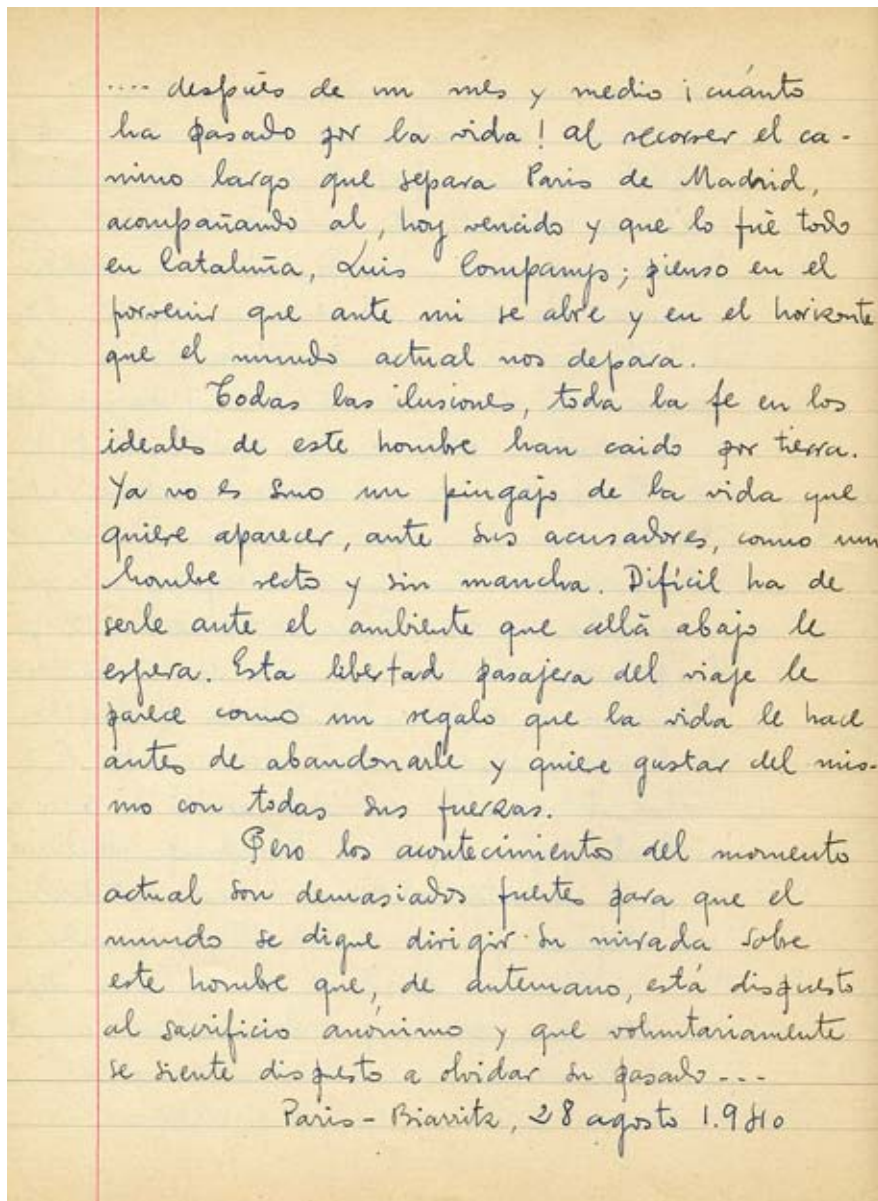 .... después de un mes y medio ¡ cuánto
ha pasado por la vida ! al recorrer el ca-
mino largo que separa Paris de Madrid,
acompañando al, hoy vencido y que lo fué todo
en Cataluña, Luis Companys; pienso en el
porvenir que ante mi se abre y en el horizonte
que el mundo actual nos depara.
Todas las ilusiones, toda la fe en los
ideales de este hombre han caido por tierra.
Ya no es sino un pingajo de la vida que
quiere aparecer, ante sus acusadores, como un
hombre recto y sin mancha. Difícil ha de
serle ante el ambiente que allá abajo le
espera. Esta libertad pasajera del viaje le
parece como un regalo que la vida le hace
antes de abandonarle y quiere gustar del mis-
mo con todas sus fuerzas.
Pero los acontecimientos del momento
actual son demasiados fuertes para que el
mundo se digne dirigir su mirada sobre
este hombre que, de antemano, está dispuesto
al sacrificio anónimo y que voluntariamente
se siente dispuesto a olvidar su pasado ---
Paris - Biarritz, 28 agosto 1.940